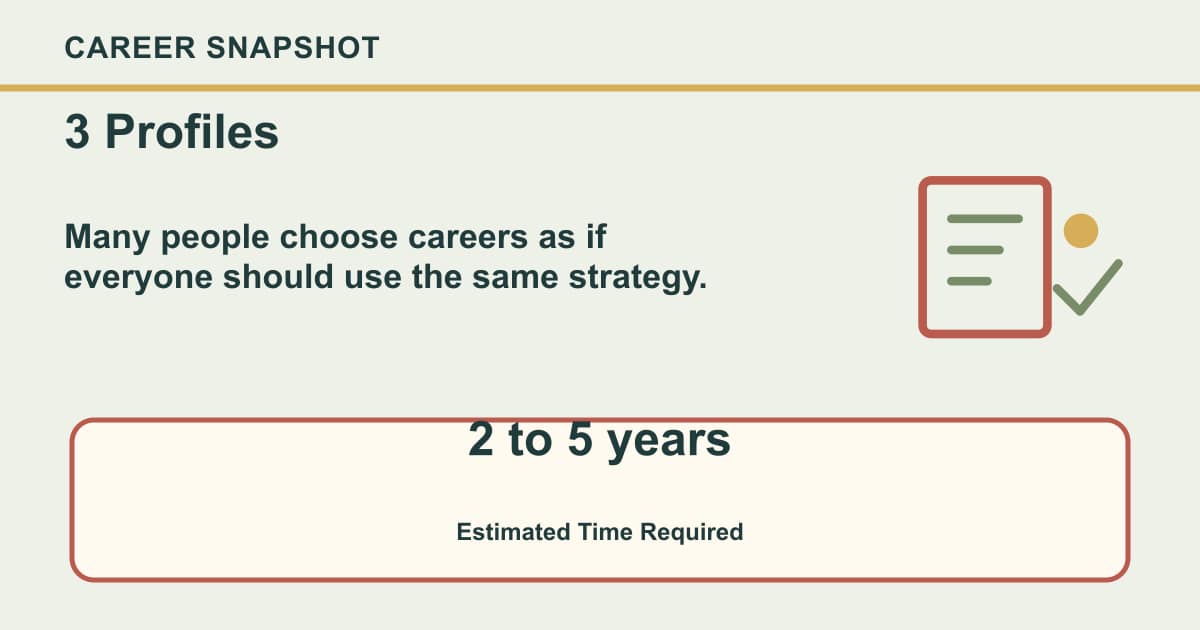 CAREER SNAPSHOT
3 Profiles
Many people choose careers as if
everyone should use the same strategy.
2 to 5 years
Estimated Time Required